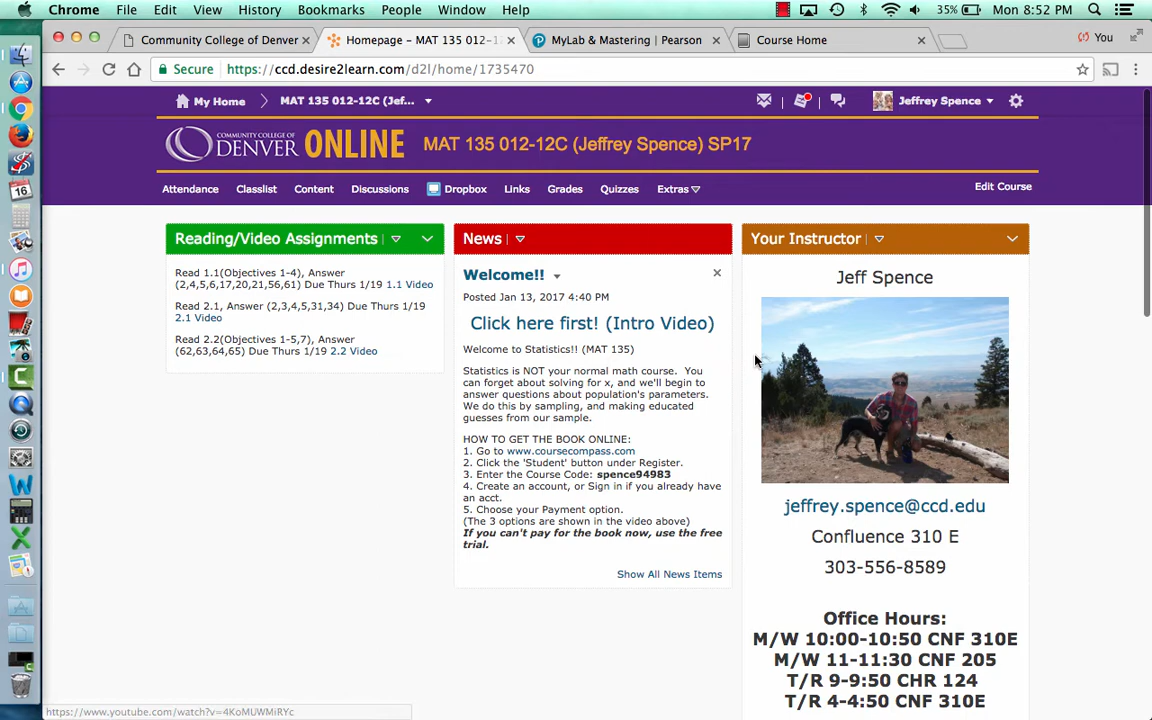 Chrome File Edit View History Bookmarks People Window Help 35% Mon 8:52 PM
Community College of Denver Homepage - MAT 135 012-1 MyLab & Mastering | Pearson Course Home You
Secure https://ccd.desire2learn.com/d2l/home/1735470
My Home MAT 135 012-12C (Jef... Jeffrey Spence
COMMUNITY COLLEGE OF
DENVER ONLINE MAT 135 012-12C (Jeffrey Spence) SP17
Attendance Classlist Content Discussions Dropbox Links Grades Quizzes Extras Edit Course
Reading/Video Assignments
Read 1.1(Objectives 1-4), Answer
(2,4,5,6,17,20,21,56,61) Due Thurs 1/19 1.1 Video
Read 2.1, Answer (2,3,4,5,31,34) Due Thurs 1/19
2.1 Video
Read 2.2(Objectives 1-5,7), Answer
(62,63,64,65) Due Thurs 1/19 2.2 Video
News
Welcome!!
Posted Jan 13, 2017 4:40 PM
Click here first! (Intro Video)
Welcome to Statistics!! (MAT 135)
Statistics is NOT your normal math course. You
can forget about solving for x, and we'll begin to
answer questions about population's parameters.
We do this by sampling, and making educated
guesses from our sample.
HOW TO GET THE BOOK ONLINE:
1. Go to www.coursecompass.com
2. Click the 'Student' button under Register.
3. Enter the Course Code: spence94983
4. Create an account, or Sign in if you already have
an acct.
5. Choose your Payment option.
(The 3 options are shown in the video above)
If you can't pay for the book now, use the free
trial.
Show All News Items
Your Instructor
Jeff Spence
jeffrey.spence@ccd.edu
Confluence 310 E
303-556-8589
Office Hours:
M/W 10:00-10:50 CNF 310E
M/W 11-11:30 CNF 205
T/R 9-9:50 CHR 124
T/R 4-4:50 CNF 310E
https://www.youtube.com/watch?v=4KoMUWMiRYc